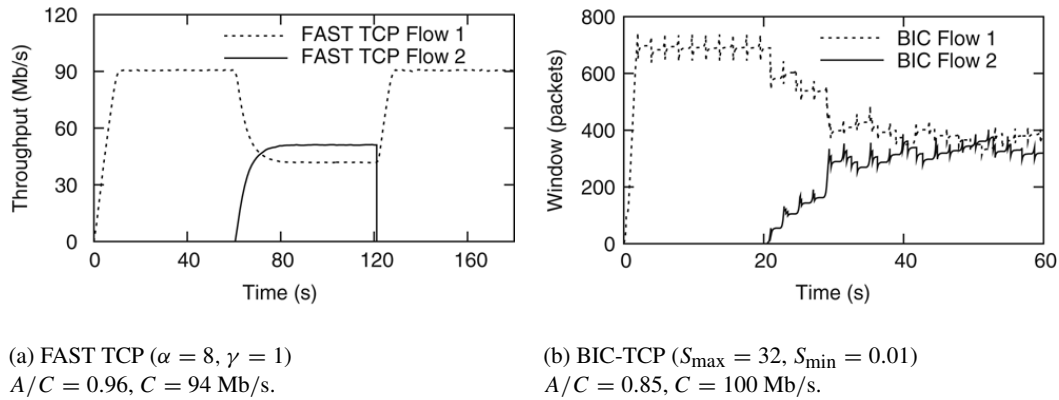 FAST TCP Flow 1
FAST TCP Flow 2
Throughput (Mb/s)
120
90
60
30
0
0 40 80 120 160
Time (s)
(a) FAST TCP (α = 8, γ = 1)
A/C = 0.96, C = 94 Mb/s.
BIC Flow 1
BIC Flow 2
Window (packets)
800
600
400
200
0
0 20 40 60
Time (s)
(b) BIC-TCP (Smax = 32, Smin = 0.01)
A/C = 0.85, C = 100 Mb/s.